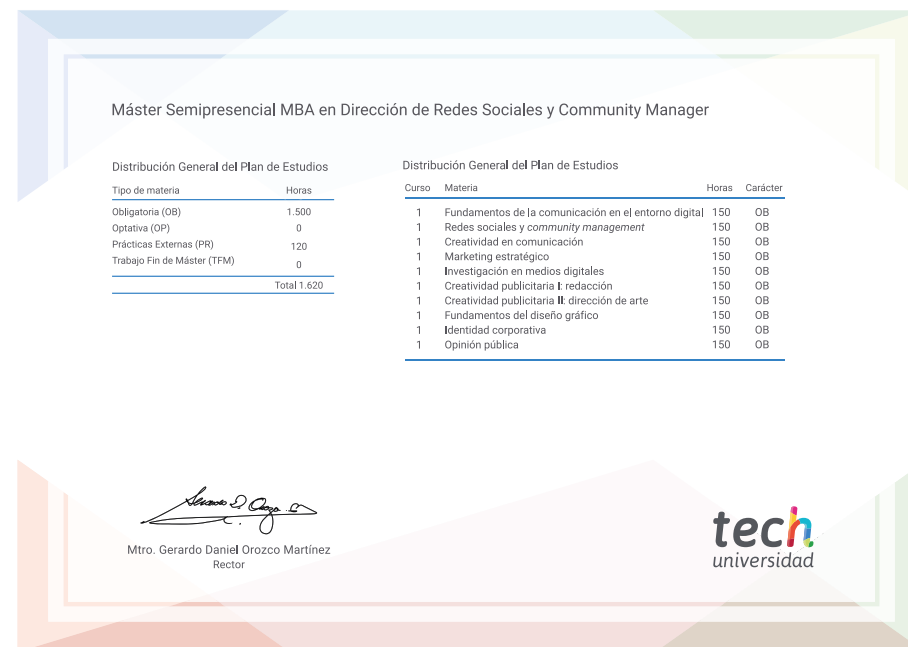 Máster Semipresencial MBA en Dirección de Redes Sociales y Community Manager
Distribución General del Plan de Estudios
Tipo de materia Horas
Obligatoria (OB) 1.500
Optativa (OP) 0
Prácticas Externas (PR) 120
Trabajo Fin de Máster (TFM) 0
Total 1.620
Distribución General del Plan de Estudios
Curso Materia Horas Carácter
1 Fundamentos de la comunicación en el entorno digital 150 OB
1 Redes sociales y community management 150 OB
1 Creatividad en comunicación 150 OB
1 Marketing estratégico 150 OB
1 Investigación en medios digitales 150 OB
1 Creatividad publicitaria I: redacción 150 OB
1 Creatividad publicitaria II: dirección de arte 150 OB
1 Fundamentos del diseño gráfico 150 OB
1 Identidad corporativa 150 OB
1 Opinión pública 150 OB
Mtro. Gerardo Daniel Orozco Martínez
Rector
tech
universidad